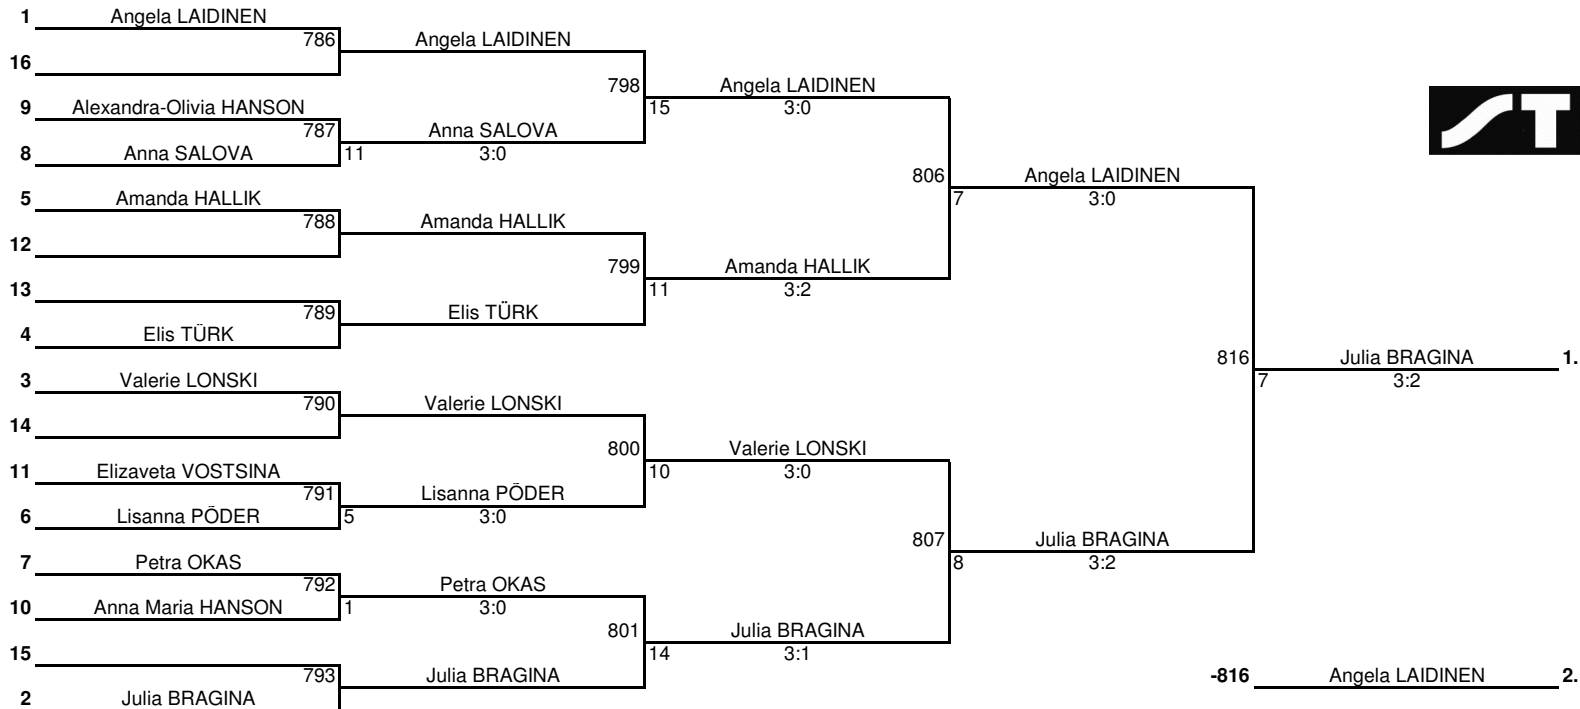 1 Angela LAIDINEN
786 Angela LAIDINEN
16
798 Angela LAIDINEN
9 Alexandra-Olivia HANSON 15 3:0
787 Anna SALOVA
8 Anna SALOVA 11 3:0
ST
806 Angela LAIDINEN
5 Amanda HALLIK 7 3:0
788 Amanda HALLIK
12
799 Amanda HALLIK
13 11 3:2
789 Elis TÜRK
4 Elis TÜRK
816 Julia BRAGINA 1.
3 Valerie LONSKI 7 3:2
790 Valerie LONSKI
14
800 Valerie LONSKI
11 Elizaveta VOSTSINA 10 3:0
791 Lisanna PÕDER
6 Lisanna PÕDER 5 3:0
807 Julia BRAGINA
7 Petra OKAS 8 3:2
792 Petra OKAS
10 Anna Maria HANSON 1 3:0
801 Julia BRAGINA
15 14 3:1
793 Julia BRAGINA -816 Angela LAIDINEN 2.
2 Julia BRAGINA